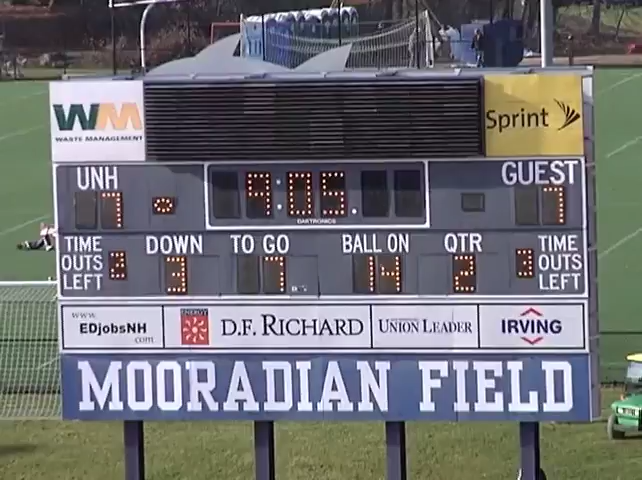 WM
WASTE MANAGEMENT
Sprint
UNH
GUEST
7
9:05.
7
DAKTRONICS
TIME OUTS LEFT
DOWN
TO GO
BALL ON
QTR
TIME OUTS LEFT
3
7
14
2
3
www.
EDjobsNH
.com
ENERGY
D.F. RICHARD
UNION LEADER
IRVING
MOORADIAN FIELD